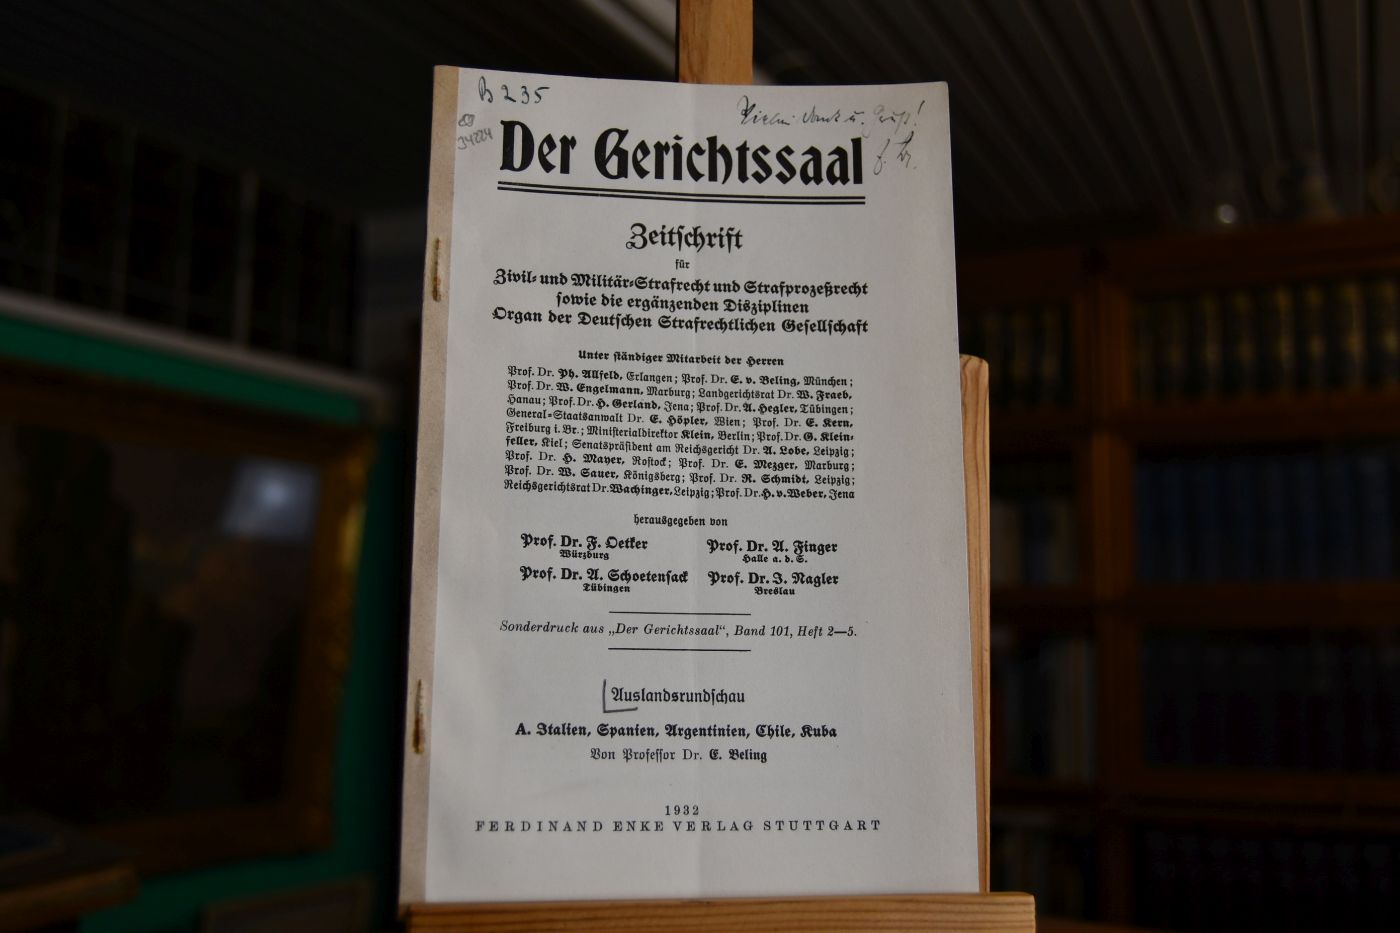 B 235
34224
Vielen Dank u. Gruß!
Der Gerichtssaal
Zeitschrift
für
Zivil- und Militär-Strafrecht und Strafprozeßrecht
sowie die ergänzenden Disziplinen
Organ der Deutschen Strafrechtlichen Gesellschaft
Unter ständiger Mitarbeit der Herren
Prof. Dr. Ph. Allfeld, Erlangen; Prof. Dr. E. v. Beling, München;
Prof. Dr. W. Engelmann, Marburg; Landgerichtsrat Dr. W. Fraeb,
Hanau; Prof. Dr. H. Gerland, Jena; Prof. Dr. A. Hegler, Tübingen;
General-Staatsanwalt Dr. E. Höpler, Wien; Prof. Dr. E. Kern,
Freiburg i. Br.; Ministerialdirektor Klein, Berlin; Prof. Dr. G. Klein-
feller, Kiel; Senatspräsident am Reichsgericht Dr. A. Lobe, Leipzig;
Prof. Dr. H. Mayer, Rostock; Prof. Dr. E. Mezger, Marburg;
Prof. Dr. W. Sauer, Königsberg; Prof. Dr. R. Schmidt, Leipzig;
Reichsgerichtsrat Dr. Wachinger, Leipzig; Prof. Dr. H. v. Weber, Jena
herausgegeben von
Prof. Dr. F. Oetker Prof. Dr. A. Finger
Würzburg Halle a. d. S.
Prof. Dr. A. Schoetensack Prof. Dr. J. Nagler
Tübingen Breslau
Sonderdruck aus „Der Gerichtssaal“, Band 101, Heft 2—5.
Auslandsrundschau
A. Italien, Spanien, Argentinien, Chile, Kuba
Von Professor Dr. E. Beling
1932
FERDINAND ENKE VERLAG STUTTGART